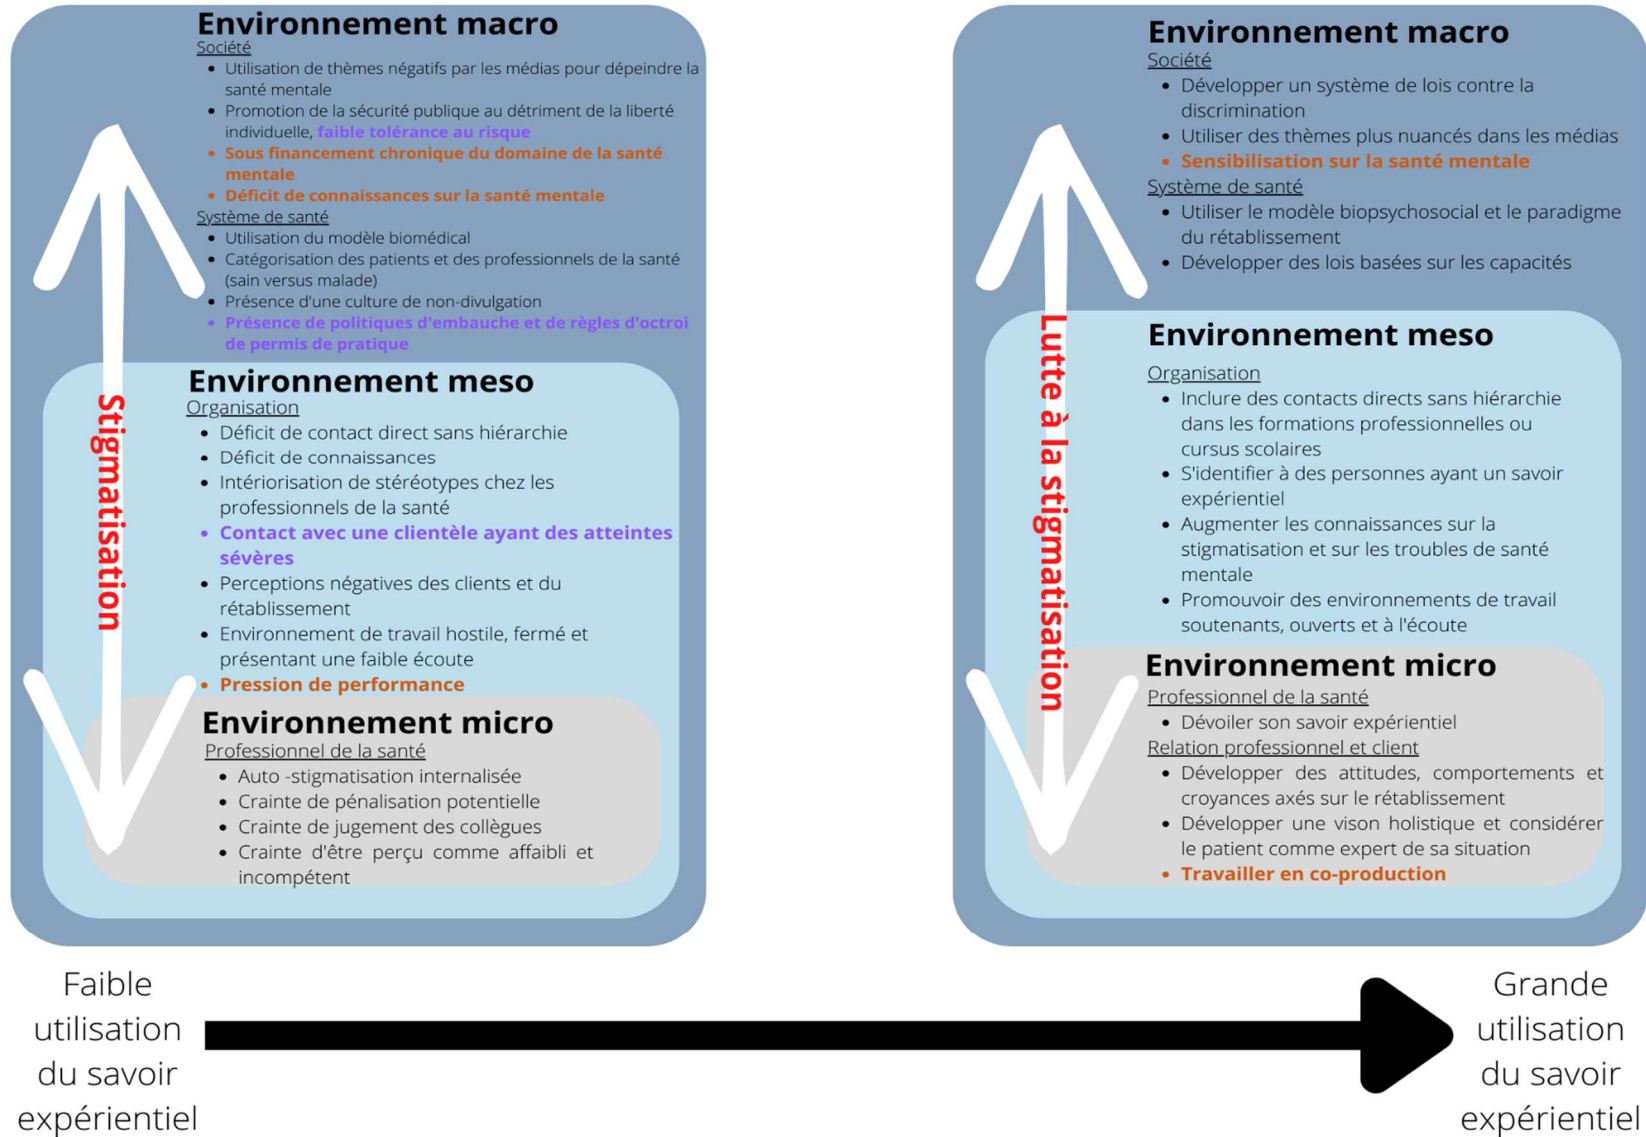 Environnement macro
Société
• Utilisation de thèmes négatifs par les médias pour dépeindre la
santé mentale
• Promotion de la sécurité publique au détriment de la liberté
individuelle, faible tolérance au risque
• Sous financement chronique du domaine de la santé
mentale
• Déficit de connaissances sur la santé mentale
Système de santé
• Utilisation du modèle biomédical
• Catégorisation des patients et des professionnels de la santé
(sain versus malade)
• Présence d'une culture de non-divulgation
• Présence de politiques d'embauche et de règles d'octroi
de permis de pratique
Environnement meso
Organisation
• Déficit de contact direct sans hiérarchie
• Déficit de connaissances
• Intériorisation de stéréotypes chez les
professionnels de la santé
• Contact avec une clientèle ayant des atteintes
sévères
• Perceptions négatives des clients et du
rétablissement
• Environnement de travail hostile, fermé et
présentant une faible écoute
• Pression de performance
Environnement micro
Professionnel de la santé
• Auto -stigmatisation internalisée
• Crainte de pénalisation potentielle
• Crainte de jugement des collègues
• Crainte d'être perçu comme affaibli et
incompétent
Stigmatisation
Environnement macro
Société
• Développer un système de lois contre la
discrimination
• Utiliser des thèmes plus nuancés dans les médias
• Sensibilisation sur la santé mentale
Système de santé
• Utiliser le modèle biopsychosocial et le paradigme
du rétablissement
• Développer des lois basées sur les capacités
Environnement meso
Organisation
• Inclure des contacts directs sans hiérarchie
dans les formations professionnelles ou
cursus scolaires
• S'identifier à des personnes ayant un savoir
expérientiel
• Augmenter les connaissances sur la
stigmatisation et sur les troubles de santé
mentale
• Promouvoir des environnements de travail
soutenants, ouverts et à l'écoute
Environnement micro
Professionnel de la santé
• Dévoiler son savoir expérientiel
Relation professionnel et client
• Développer des attitudes, comportements et
croyances axés sur le rétablissement
• Développer une vison holistique et considérer
le patient comme expert de sa situation
• Travailler en co-production
Lutte à la stigmatisation
Faible
utilisation
du savoir
expérientiel
Grande
utilisation
du savoir
expérientiel